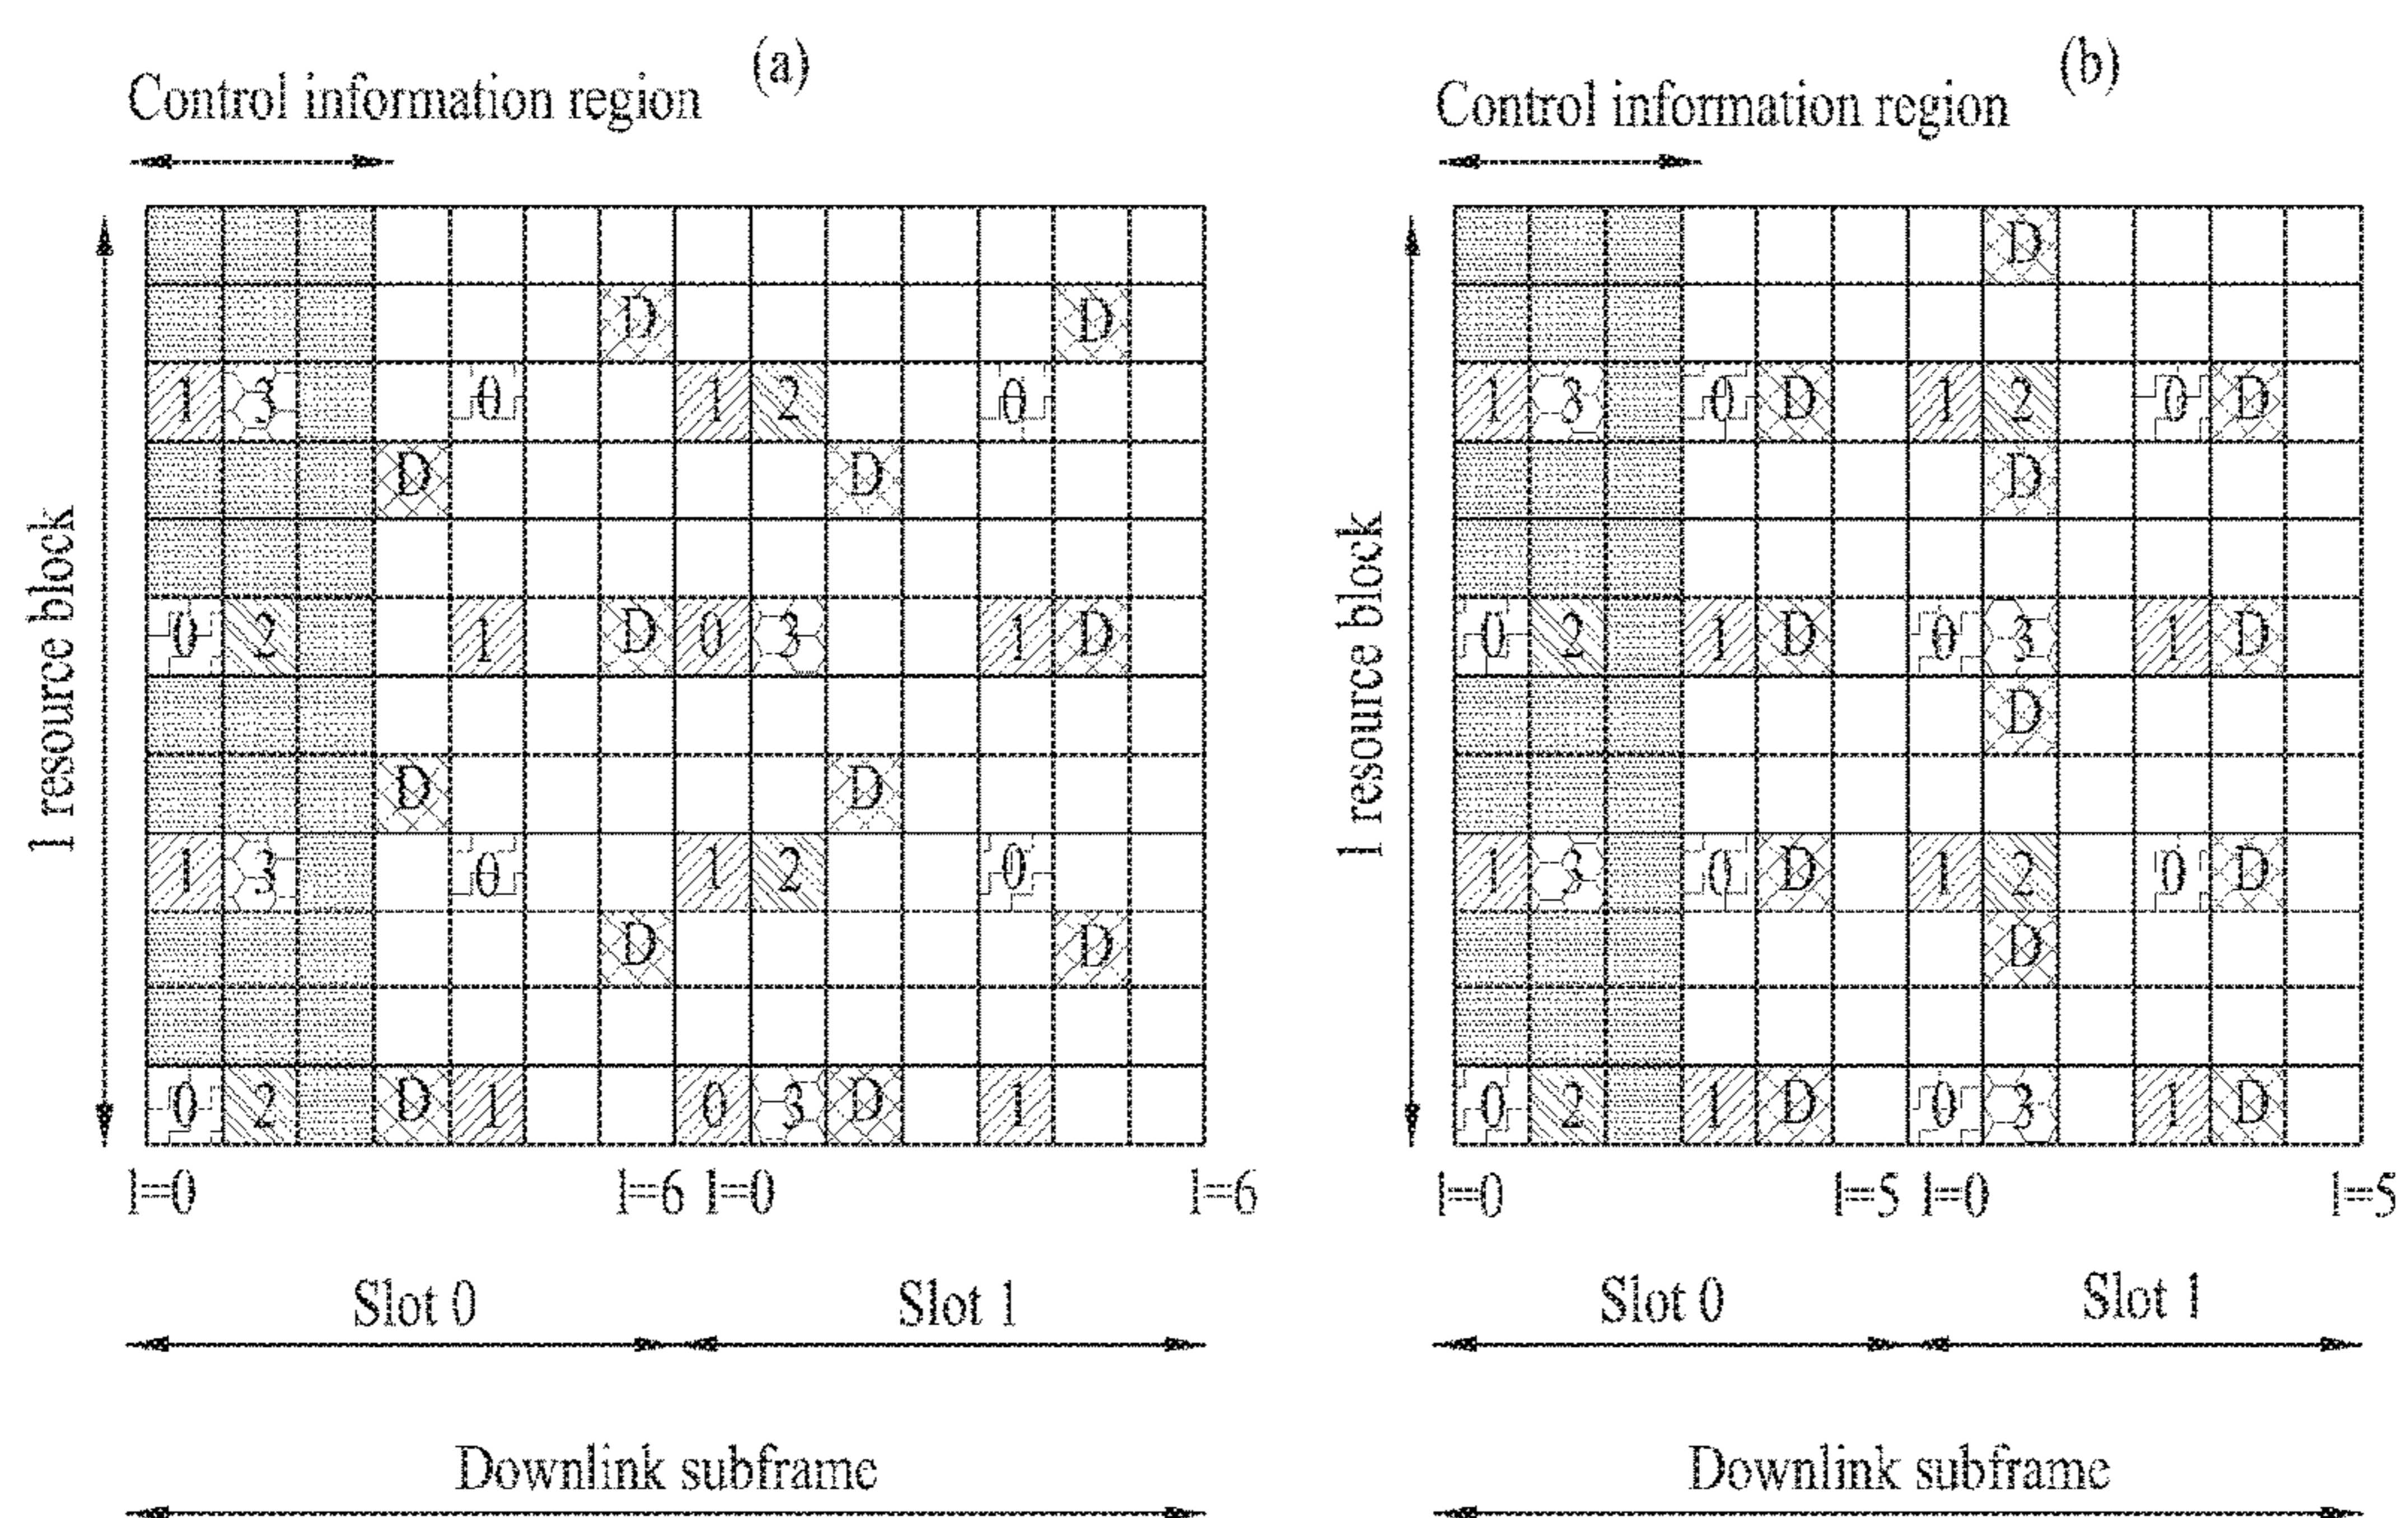 (a)
Control information region
1 resource block
D D
1 3 0 1 2 0
D D
0 2 1 D 0 3 1 D
D D
1 3 0 1 2 0
D D
0 2 D 1 0 3 D 1
l=0 l=6 l=0 l=6
Slot 0 Slot 1
Downlink subframe
(b)
Control information region
1 resource block
D
1 3 0 D 1 2 0 D
D
0 2 1 D 0 3 1 D
D
1 3 0 D 1 2 0 D
D
0 2 1 D 0 3 1 D
l=0 l=5 l=0 l=5
Slot 0 Slot 1
Downlink subframe